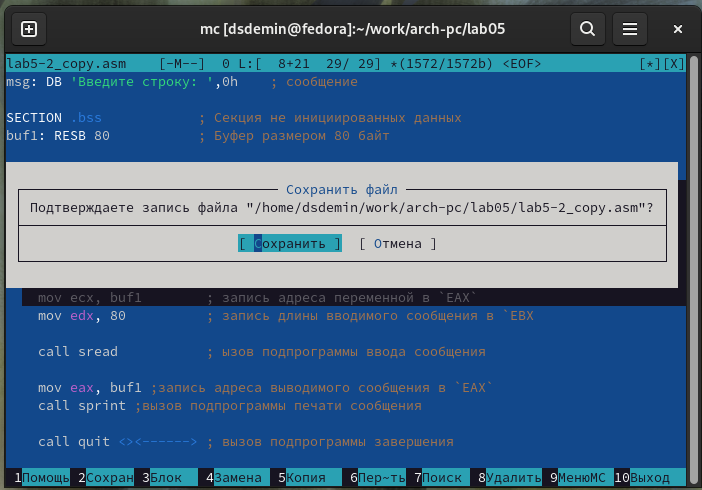 mc [dsdemin@fedora]:~/work/arch-pc/lab05
lab5-2_copy.asm [-M--] 0 L:[ 8+21 29/ 29] *(1572/1572b) <EOF> [*][X]
msg: DB 'Введите строку: ',0h ; сообщение
SECTION .bss ; Секция не инициированных данных
buf1: RESB 80 ; Буфер размером 80 байт
Сохранить файл
Подтверждаете запись файла "/home/dsdemin/work/arch-pc/lab05/lab5-2_copy.asm"?
[ Сохранить ] [ Отмена ]
mov ecx, buf1 ; запись адреса переменной в `EAX`
mov edx, 80 ; запись длины вводимого сообщения в `EBX
call sread ; ызов подпрограммы ввода сообщения
mov eax, buf1 ;запись адреса выводимого сообщения в `EAX`
call sprint ;вызов подпрограммы печати сообщения
call quit <><------> ; вызов подпрограммы завершения
1Помощь 2Сохран 3Блок 4Замена 5Копия 6Пер~ть 7Поиск 8Удалить 9МенюМС 10Выход